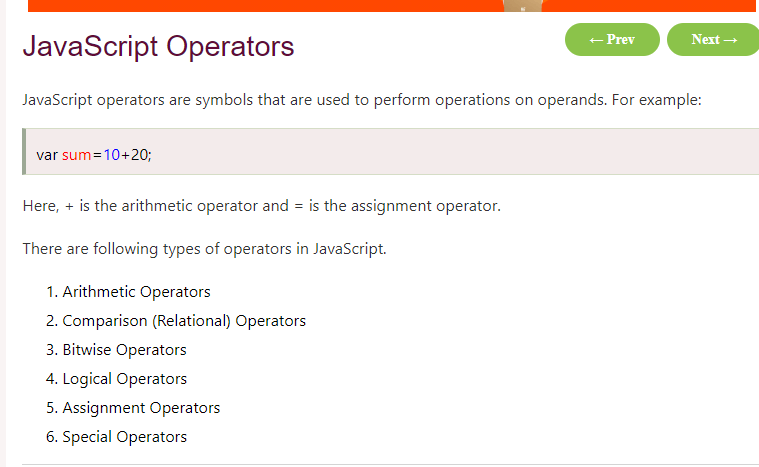 JavaScript Operators
← Prev
Next →
JavaScript operators are symbols that are used to perform operations on operands. For example:
var sum=10+20;
Here, + is the arithmetic operator and = is the assignment operator.
There are following types of operators in JavaScript.
1. Arithmetic Operators
2. Comparison (Relational) Operators
3. Bitwise Operators
4. Logical Operators
5. Assignment Operators
6. Special Operators